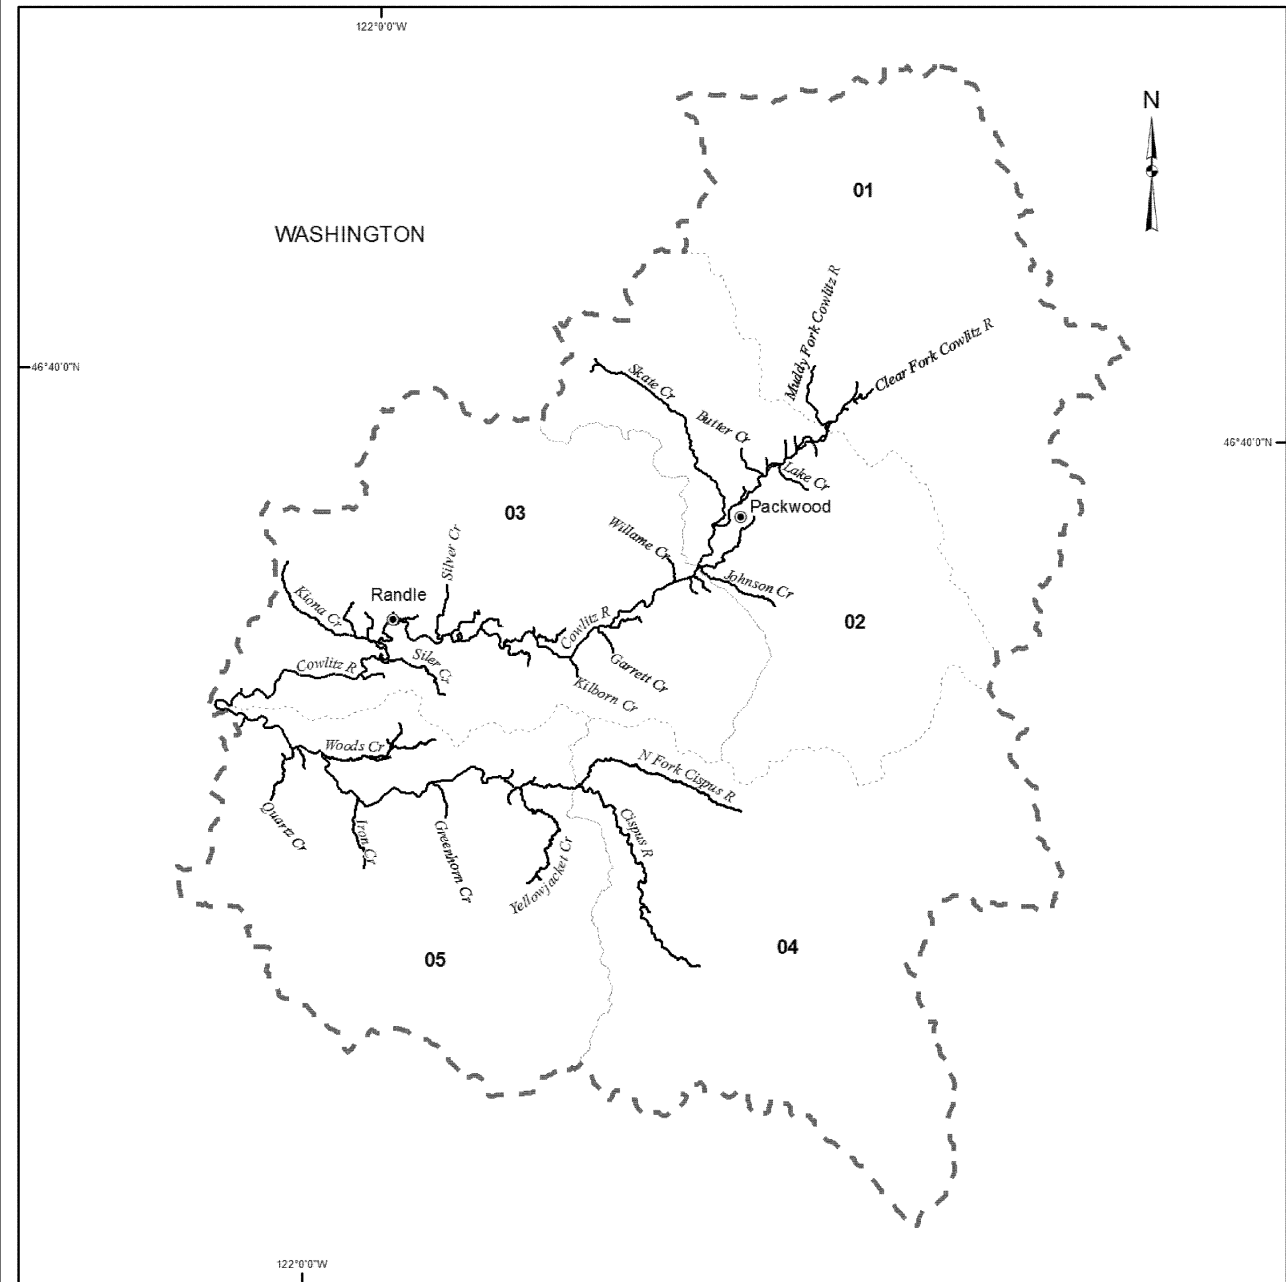 122°0'0"W
N
01
WASHINGTON
Muddy Fork Cowlitz R
Clear Fork Cowlitz R
46°40'0"N
Skate Cr
Butter Cr
46°40'0"N
Lake Cr
Packwood
03
Willame Cr
Silver Cr
Johnson Cr
Kiona Cr
Randle
Cowlitz R
02
Siler Cr
Cowlitz R
Garrett Cr
Kilborn Cr
Woods Cr
N Fork Cispus R
Quartz Cr
Iron Cr
Greenhorn Cr
Yellowjacket Cr
Cispus R
04
05
122°0'0"W